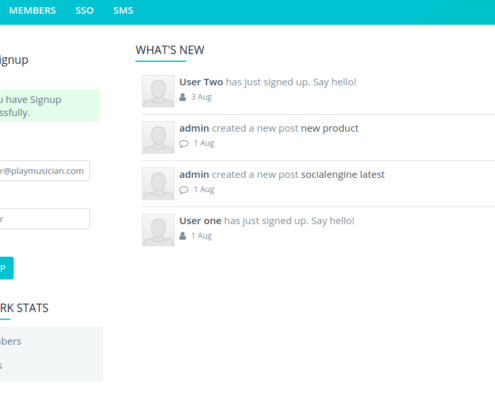 MEMBERS SSO SMS
ignup
u have Signup
ssfully.
r@playmusician.com
r
P
RK STATS
bers
s
WHAT'S NEW
User Two has just signed up. Say hello!
3 Aug
admin created a new post new product
1 Aug
admin created a new post socialengine latest
1 Aug
User one has just signed up. Say hello!
1 Aug